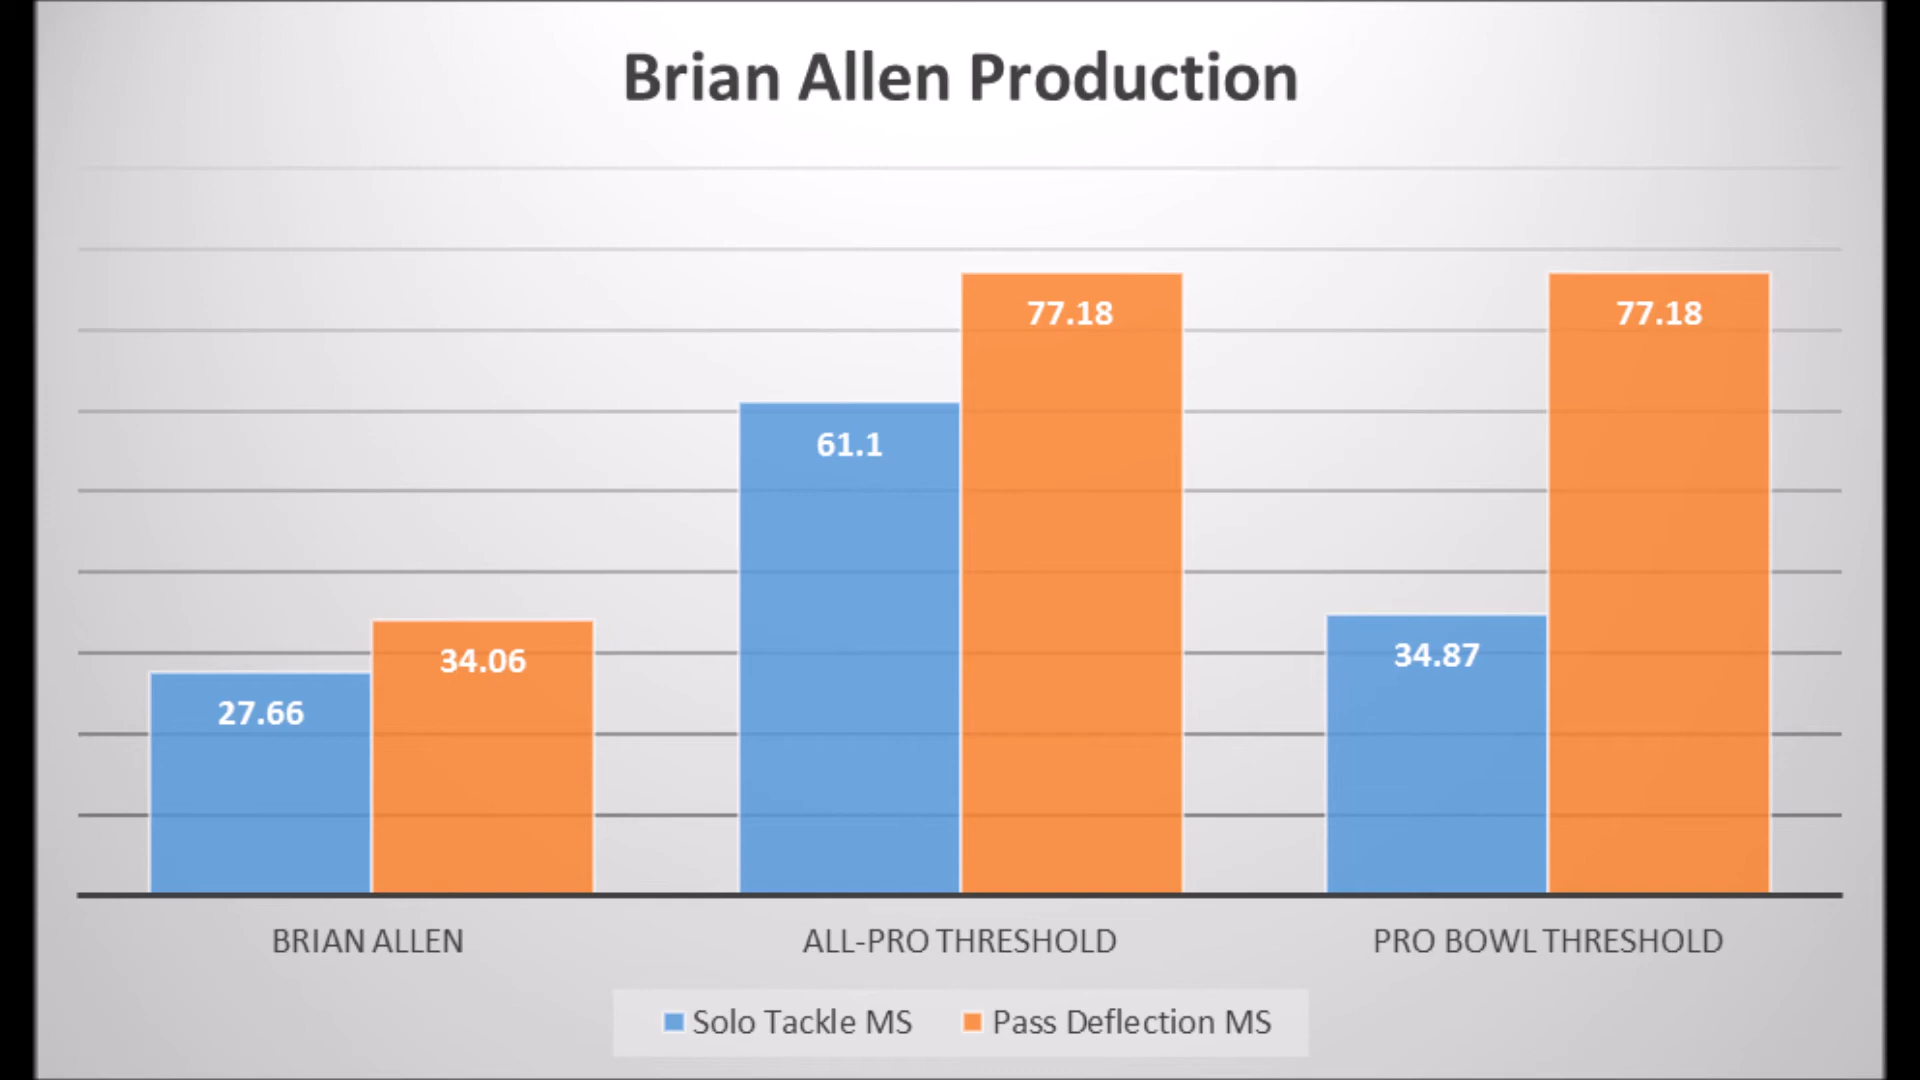 Brian Allen Production
77.18
77.18
61.1
34.87
34.06
27.66
BRIAN ALLEN
ALL-PRO THRESHOLD
PRO BOWL THRESHOLD
Solo Tackle MS
Pass Deflection MS